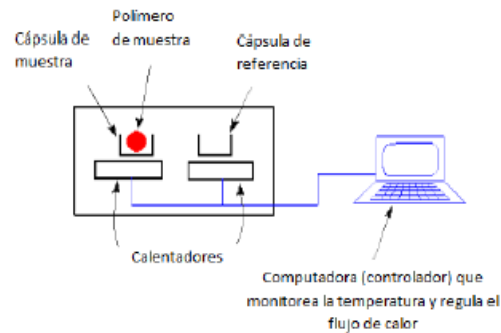 Polímero
de muestra
Cápsula de
muestra
Cápsula de
referencia
Calentadores
Computadora (controlador) que
monitorea la temperatura y regula el
flujo de calor